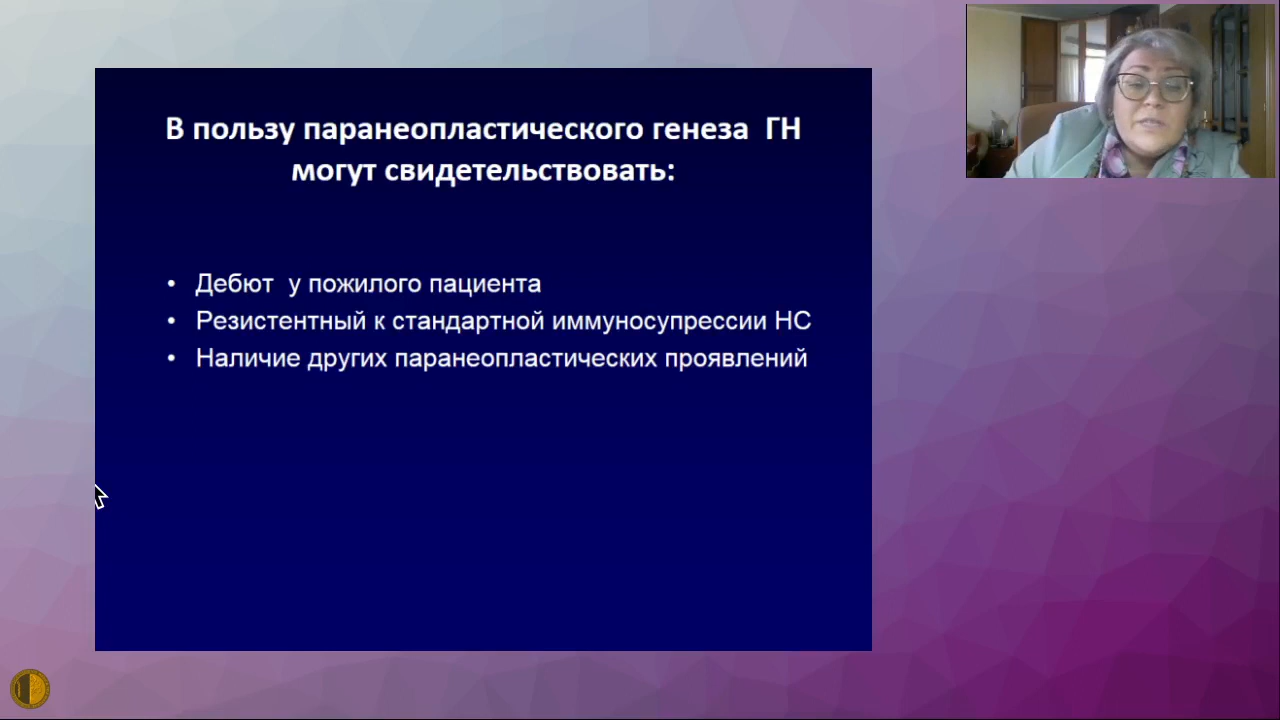 В пользу паранеопластического генеза ГН
могут свидетельствовать:
• Дебют у пожилого пациента
• Резистентный к стандартной иммуносупрессии НС
• Наличие других паранеопластических проявлений